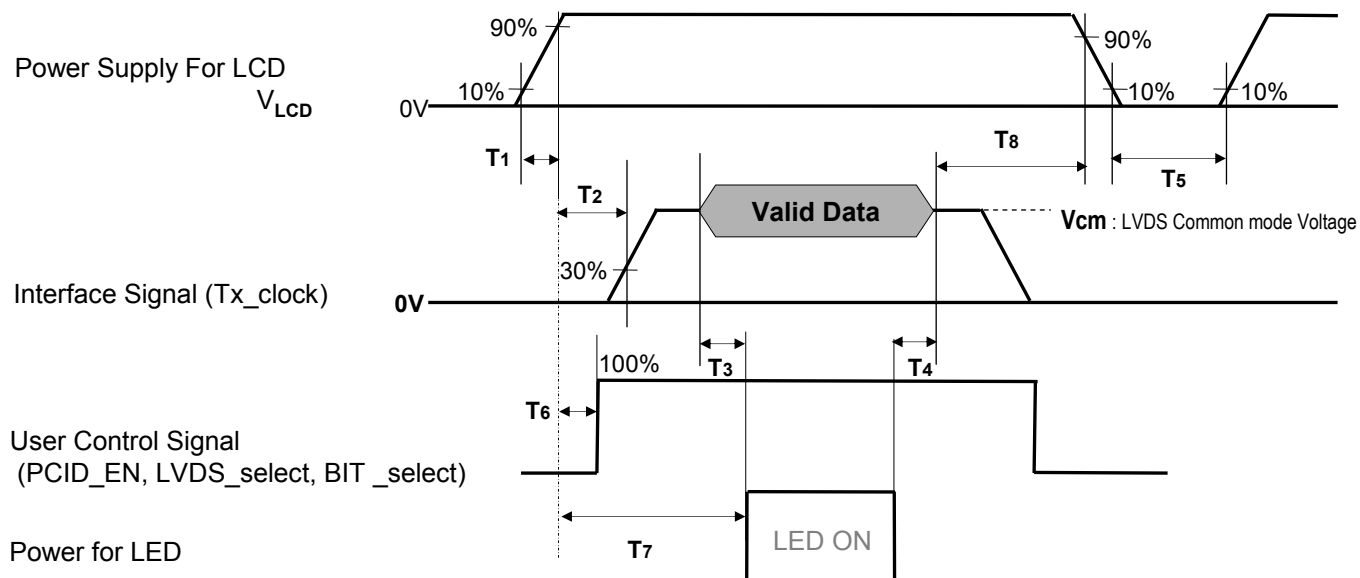 90%
90%
Power Supply For LCD
VLCD
10%
0V
10%
10%
T1
T8
T5
T2
Valid Data
Vcm : LVDS Common mode Voltage
30%
Interface Signal (Tx_clock)
0V
T3
T4
100%
T6
User Control Signal
(PCID_EN, LVDS_select, BIT _select)
T7
LED ON
Power for LED